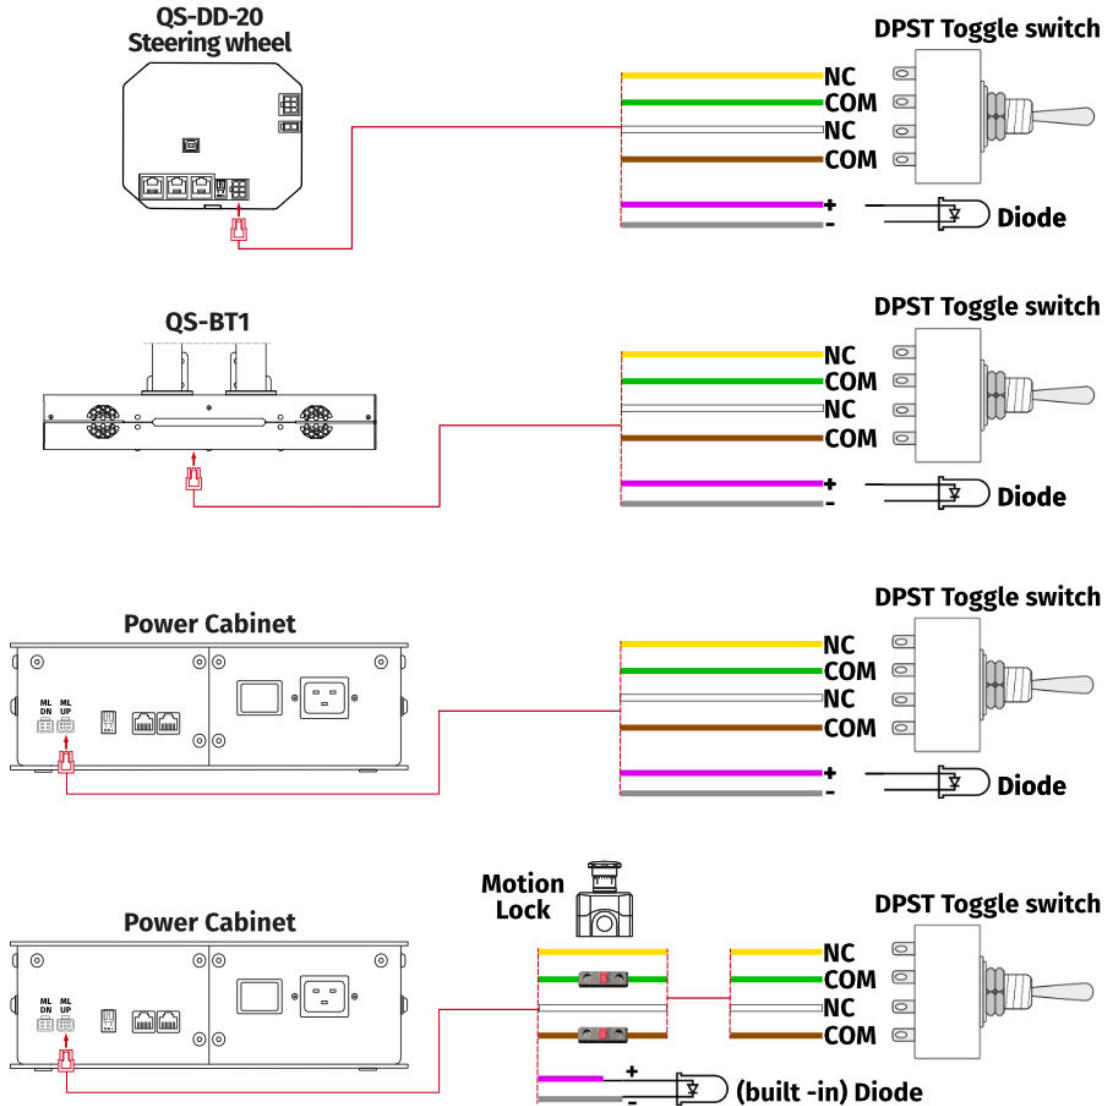 QS-DD-20
Steering wheel
DPST Toggle switch
NC
COM
NC
COM
+
-
Diode
QS-BT1
DPST Toggle switch
NC
COM
NC
COM
+
-
Diode
Power Cabinet
ML DN
ML UP
DPST Toggle switch
NC
COM
NC
COM
+
-
Diode
Power Cabinet
ML DN
ML UP
Motion
Lock
DPST Toggle switch
NC
COM
NC
COM
+
-
(built -in) Diode